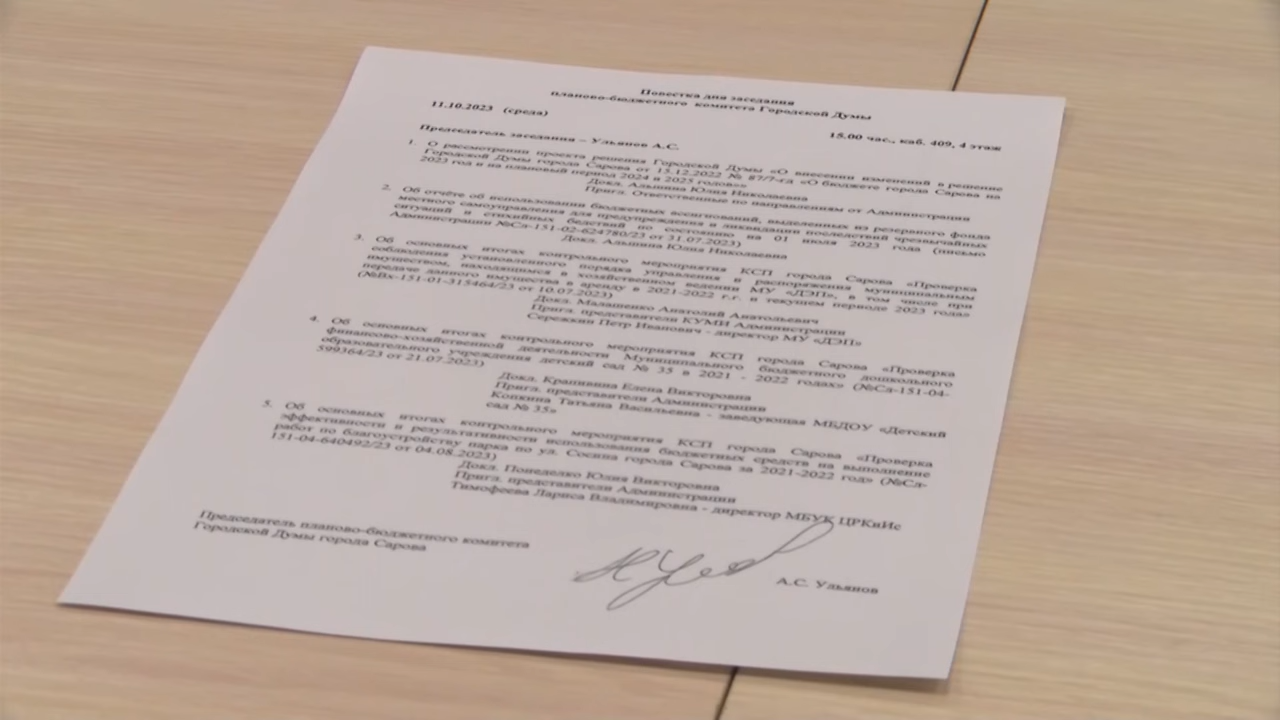 Повестка дня заседания
планово-бюджетного комитета Городской Думы
11.10.2023 (среда)
15.00 час., каб. 409, 4 этаж
Председатель заседания – Ульянов А.С.
1. О рассмотрении проекта решения Городской Думы «О внесении изменений в решение
Городской Думы города Сарова от 15.12.2022 № 87/7-гд «О бюджете города Сарова на
2023 год и на плановый период 2024 и 2025 годов»»
Докл. Альшина Юлия Николаевна
Пригл. Ответственные по направлениям от Администрации
2. Об отчёте об использовании бюджетных ассигнований, выделенных из резервного фонда
местного самоуправления для предупреждения и ликвидации последствий чрезвычайных
ситуаций и стихийных бедствий по состоянию на 01 июля 2023 года (письмо
Администрации №Сл-151-02-624780/23 от 31.07.2023)
Докл. Альшина Юлия Николаевна
3. Об основных итогах контрольного мероприятия КСП города Сарова «Проверка
соблюдения установленного порядка управления и распоряжения муниципальным
имуществом, находящимся в хозяйственном ведении МУ «ДЭП», в том числе при
передаче данного имущества в аренду в 2021-2022 г.г. и текущем периоде 2023 года»
(№Вх-151-01-315464/23 от 10.07.2023)
Докл. Малашенко Анатолий Анатольевич
Пригл. представители КУМИ Администрации
Сережкин Петр Иванович - директор МУ «ДЭП»
4. Об основных итогах контрольного мероприятия КСП города Сарова «Проверка
финансово-хозяйственной деятельности Муниципального бюджетного дошкольного
образовательного учреждения детский сад № 35 в 2021 - 2022 годах» (№Сл-151-04-
599364/23 от 21.07.2023)
Докл. Крапивина Елена Викторовна
Пригл. представители Администрации
Копкина Татьяна Васильевна - заведующая МБДОУ «Детский
сад № 35»
5. Об основных итогах контрольного мероприятия КСП города Сарова «Проверка
эффективности и результативности использования бюджетных средств на выполнение
работ по благоустройству парка по ул. Сосина города Сарова за 2021-2022 год» (№Сл-
151-04-640492/23 от 04.08.2023)
Докл. Понеделко Юлия Викторовна
Пригл. представители Администрации
Тимофеева Лариса Владимировна - директор МБУК ЦРКиИс
Председатель планово-бюджетного комитета
Городской Думы города Сарова
А.С. Ульянов